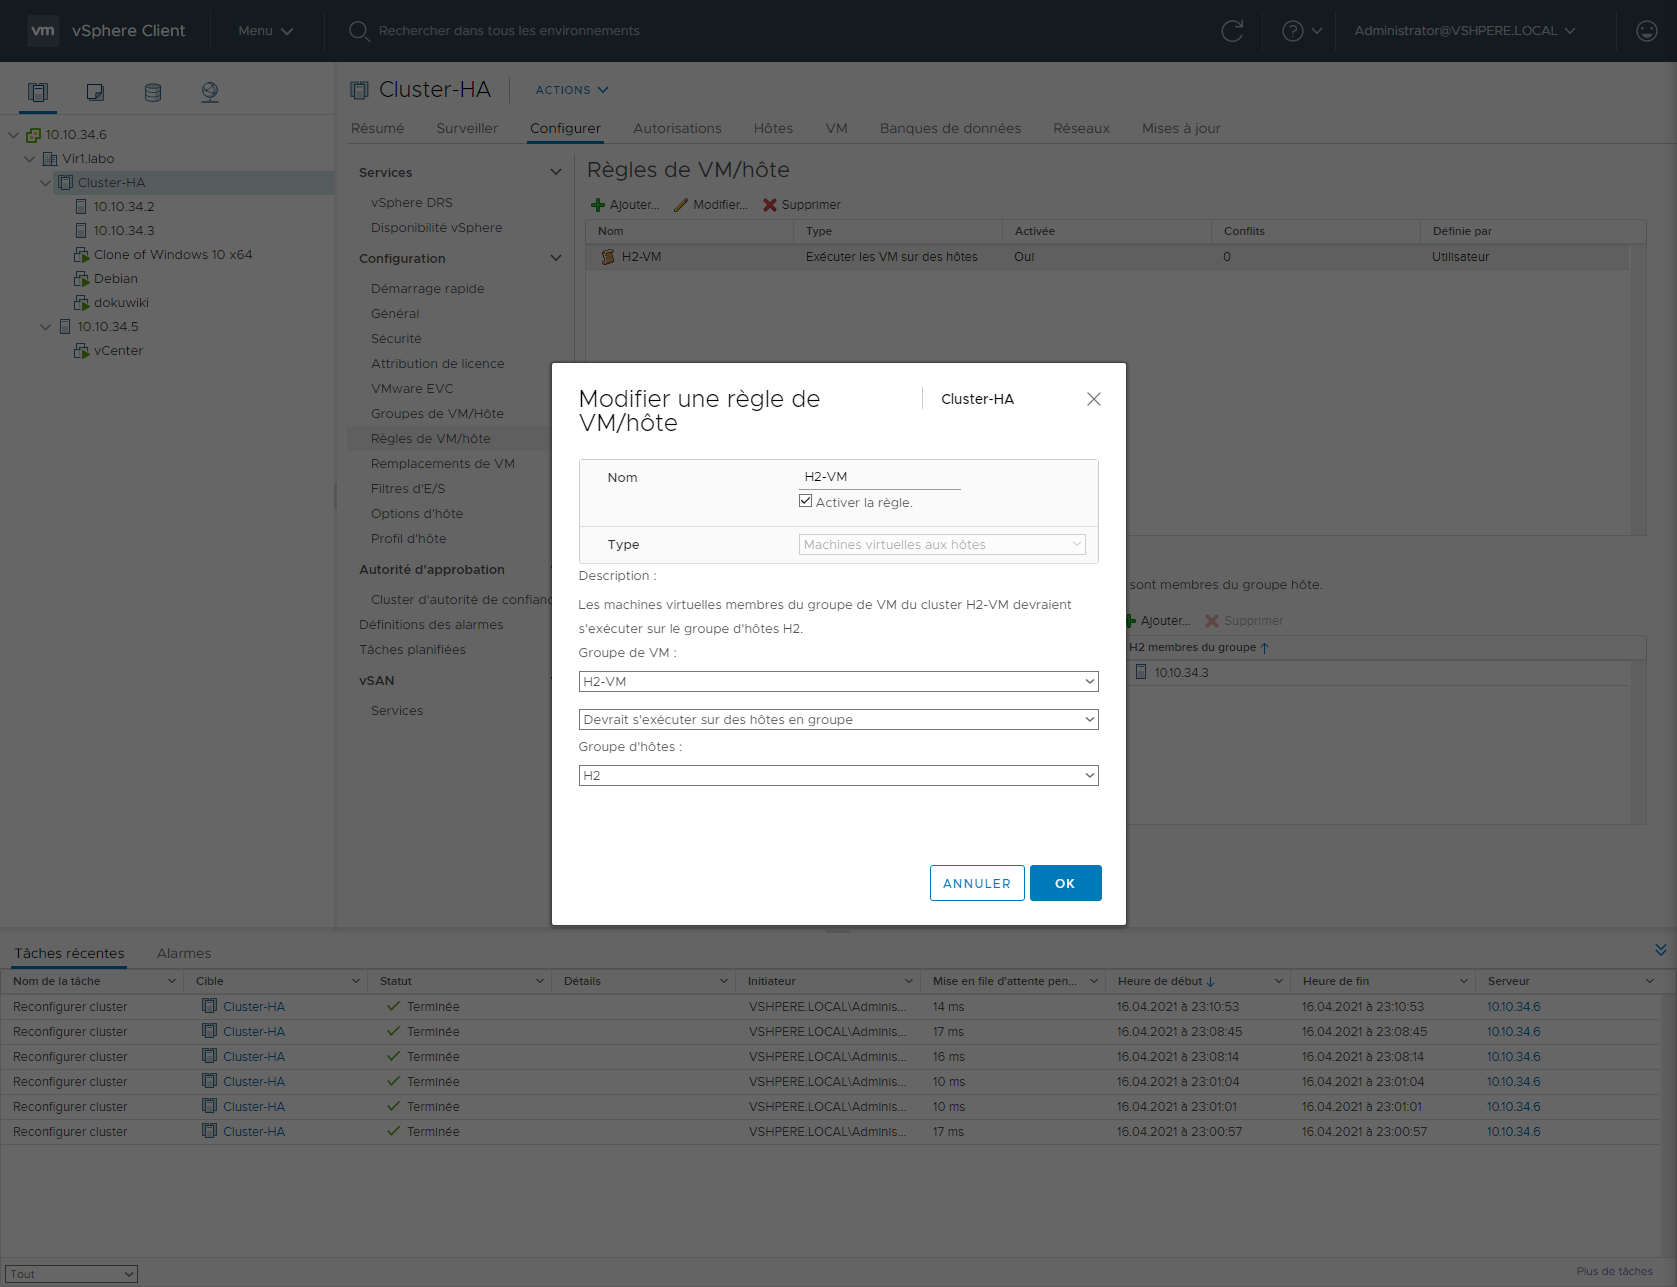 vm vSphere Client Menu Rechercher dans tous les environnements Administrator@VSHPERE.LOCAL
Cluster-HA ACTIONS
Résumé Surveiller Configurer Autorisations Hôtes VM Banques de données Réseaux Mises à jour
10.10.34.6
Vir1.labo
Cluster-HA
10.10.34.2
10.10.34.3
Clone of Windows 10 x64
Debian
dokuwiki
10.10.34.5
vCenter
Services
vSphere DRS
Disponibilité vSphere
Configuration
Démarrage rapide
Général
Sécurité
Attribution de licence
VMware EVC
Groupes de VM/Hôte
Règles de VM/hôte
Remplacements de VM
Filtres d'E/S
Options d'hôte
Profil d'hôte
Autorité d'approbation
Cluster d'autorité de confianc
Définitions des alarmes
Tâches planifiées
vSAN
Services
Règles de VM/hôte
Ajouter... Modifier... Supprimer
Nom Type Activée Conflits Définie par
H2-VM Exécuter les VM sur des hôtes Oui 0 Utilisateur
sont membres du groupe hôte.
Ajouter... Supprimer
H2 membres du groupe
10.10.34.3
Modifier une règle de
VM/hôte
Cluster-HA
Nom H2-VM
Activer la règle.
Type Machines virtuelles aux hôtes
Description :
Les machines virtuelles membres du groupe de VM du cluster H2-VM devraient
s'exécuter sur le groupe d'hôtes H2.
Groupe de VM :
H2-VM
Devrait s'exécuter sur des hôtes en groupe
Groupe d'hôtes :
H2
ANNULER OK
Tâches récentes Alarmes
Nom de la tâche Cible Statut Détails Initiateur Mise en file d'attente pen... Heure de début Heure de fin Serveur
Reconfigurer cluster Cluster-HA Terminée VSHPERE.LOCAL\Adminis... 14 ms 16.04.2021 à 23:10:53 16.04.2021 à 23:10:53 10.10.34.6
Reconfigurer cluster Cluster-HA Terminée VSHPERE.LOCAL\Adminis... 17 ms 16.04.2021 à 23:08:45 16.04.2021 à 23:08:45 10.10.34.6
Reconfigurer cluster Cluster-HA Terminée VSHPERE.LOCAL\Adminis... 16 ms 16.04.2021 à 23:08:14 16.04.2021 à 23:08:14 10.10.34.6
Reconfigurer cluster Cluster-HA Terminée VSHPERE.LOCAL\Adminis... 10 ms 16.04.2021 à 23:01:04 16.04.2021 à 23:01:04 10.10.34.6
Reconfigurer cluster Cluster-HA Terminée VSHPERE.LOCAL\Adminis... 10 ms 16.04.2021 à 23:01:01 16.04.2021 à 23:01:01 10.10.34.6
Reconfigurer cluster Cluster-HA Terminée VSHPERE.LOCAL\Adminis... 17 ms 16.04.2021 à 23:00:57 16.04.2021 à 23:00:57 10.10.34.6
Tout Plus de tâches